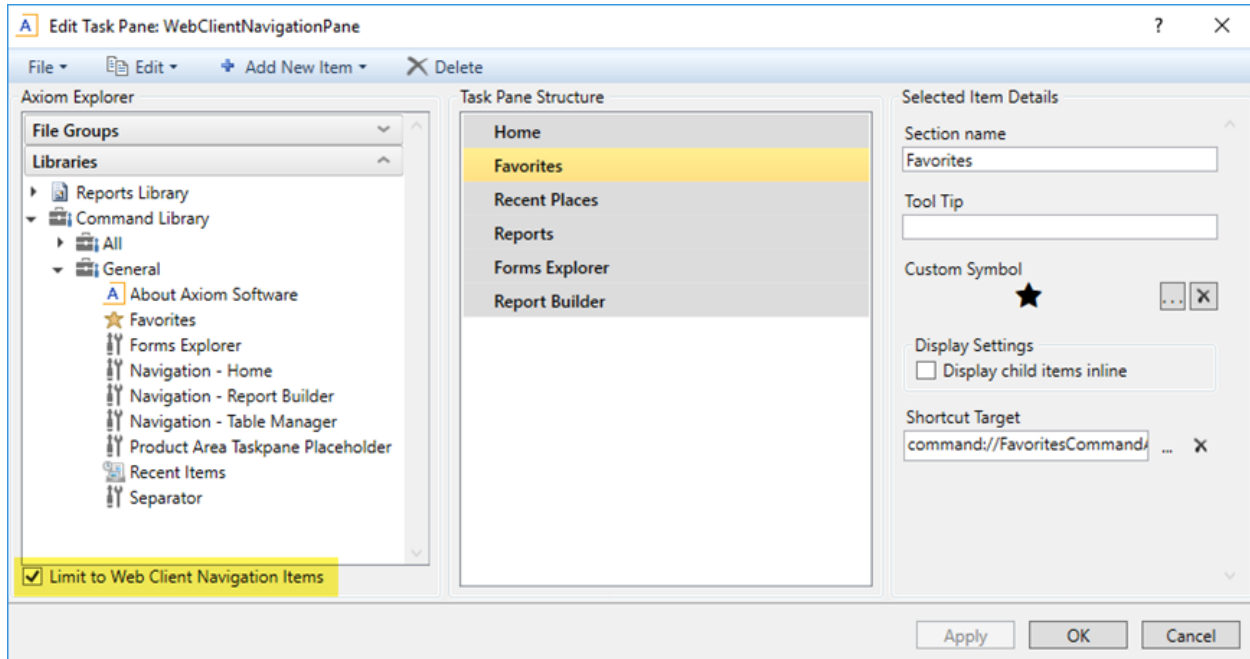 A Edit Task Pane: WebClientNavigationPane ?
File Edit Add New Item Delete
Axiom Explorer
File Groups
Libraries
Reports Library
Command Library
All
General
A About Axiom Software
Favorites
Forms Explorer
Navigation - Home
Navigation - Report Builder
Navigation - Table Manager
Product Area Taskpane Placeholder
Recent Items
Separator
Limit to Web Client Navigation Items
Task Pane Structure
Home
Favorites
Recent Places
Reports
Forms Explorer
Report Builder
Selected Item Details
Section name
Favorites
Tool Tip
Custom Symbol
...
Display Settings
Display child items inline
Shortcut Target
command://FavoritesCommand ...
Apply OK Cancel